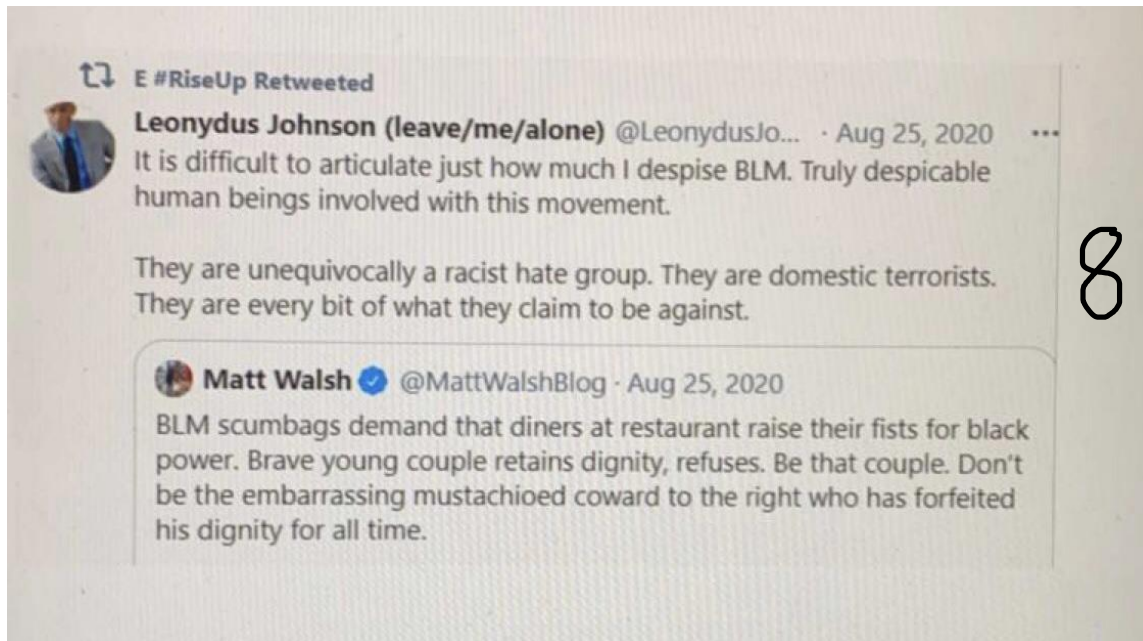 E #RiseUp Retweeted
Leonydus Johnson (leave/me/alone) @LeonydusJo... · Aug 25, 2020 ...
It is difficult to articulate just how much I despise BLM. Truly despicable
human beings involved with this movement.
They are unequivocally a racist hate group. They are domestic terrorists.
They are every bit of what they claim to be against.
8
Matt Walsh @MattWalshBlog · Aug 25, 2020
BLM scumbags demand that diners at restaurant raise their fists for black
power. Brave young couple retains dignity, refuses. Be that couple. Don't
be the embarrassing mustachioed coward to the right who has forfeited
his dignity for all time.